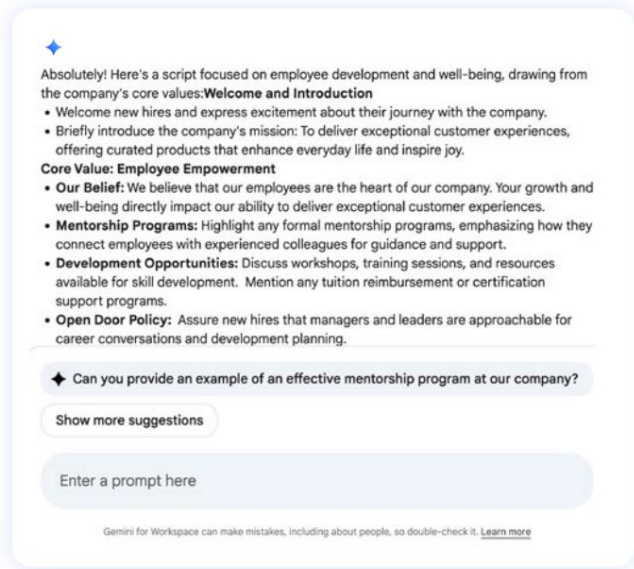 Absolutely! Here's a script focused on employee development and well-being, drawing from
the company's core values:Welcome and Introduction
• Welcome new hires and express excitement about their journey with the company.
• Briefly introduce the company's mission: To deliver exceptional customer experiences,
offering curated products that enhance everyday life and inspire joy.
Core Value: Employee Empowerment
• Our Belief: We believe that our employees are the heart of our company. Your growth and
well-being directly impact our ability to deliver exceptional customer experiences.
• Mentorship Programs: Highlight any formal mentorship programs, emphasizing how they
connect employees with experienced colleagues for guidance and support.
• Development Opportunities: Discuss workshops, training sessions, and resources
available for skill development. Mention any tuition reimbursement or certification
support programs.
• Open Door Policy: Assure new hires that managers and leaders are approachable for
career conversations and development planning.
Can you provide an example of an effective mentorship program at our company?
Show more suggestions
Enter a prompt here
Gemini for Workspace can make mistakes, including about people, so double-check it. Learn more